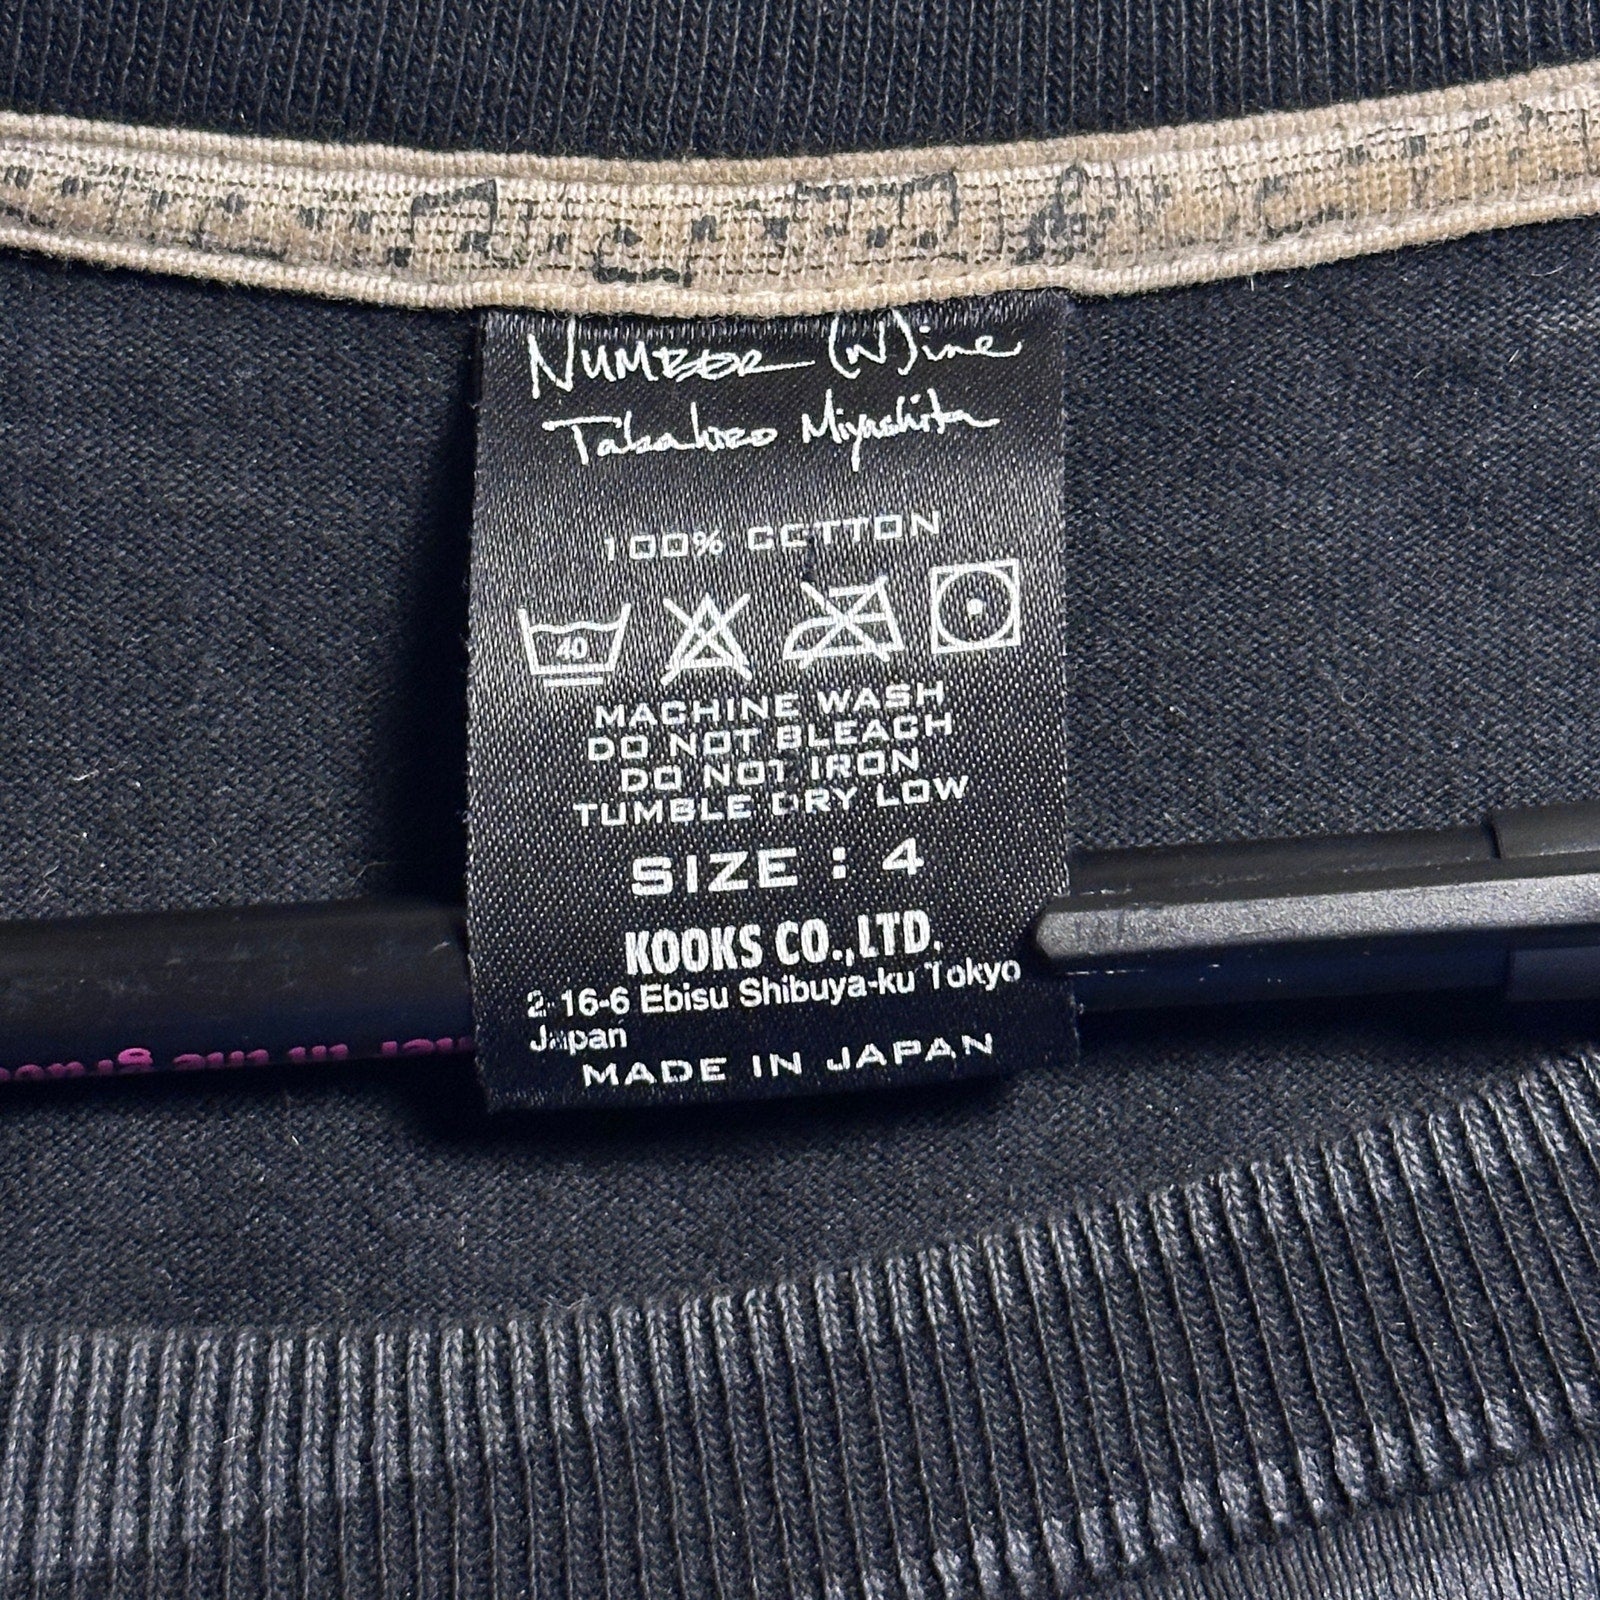 NUMBER (N)ine
Takahiro Miyashita
100% COTTON
40
MACHINE WASH
DO NOT BLEACH
DO NOT IRON
TUMBLE DRY LOW
SIZE : 4
KOOKS CO.,LTD.
2-16-6 Ebisu Shibuya-ku Tokyo
Japan
MADE IN JAPAN